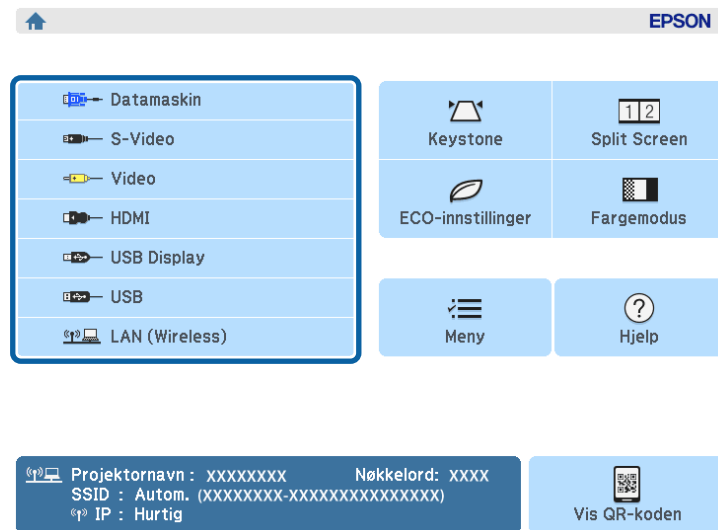 EPSON
Datamaskin
S-Video
Video
HDMI
USB Display
USB
LAN (Wireless)
Keystone
1 2
Split Screen
ECO-innstillinger
Fargemodus
Meny
?
Hjelp
Projektornavn : XXXXXXXX Nøkkelord: XXXX
SSID : Autom. (XXXXXXXX-XXXXXXXXXXXXXXX)
IP : Hurtig
Vis QR-koden